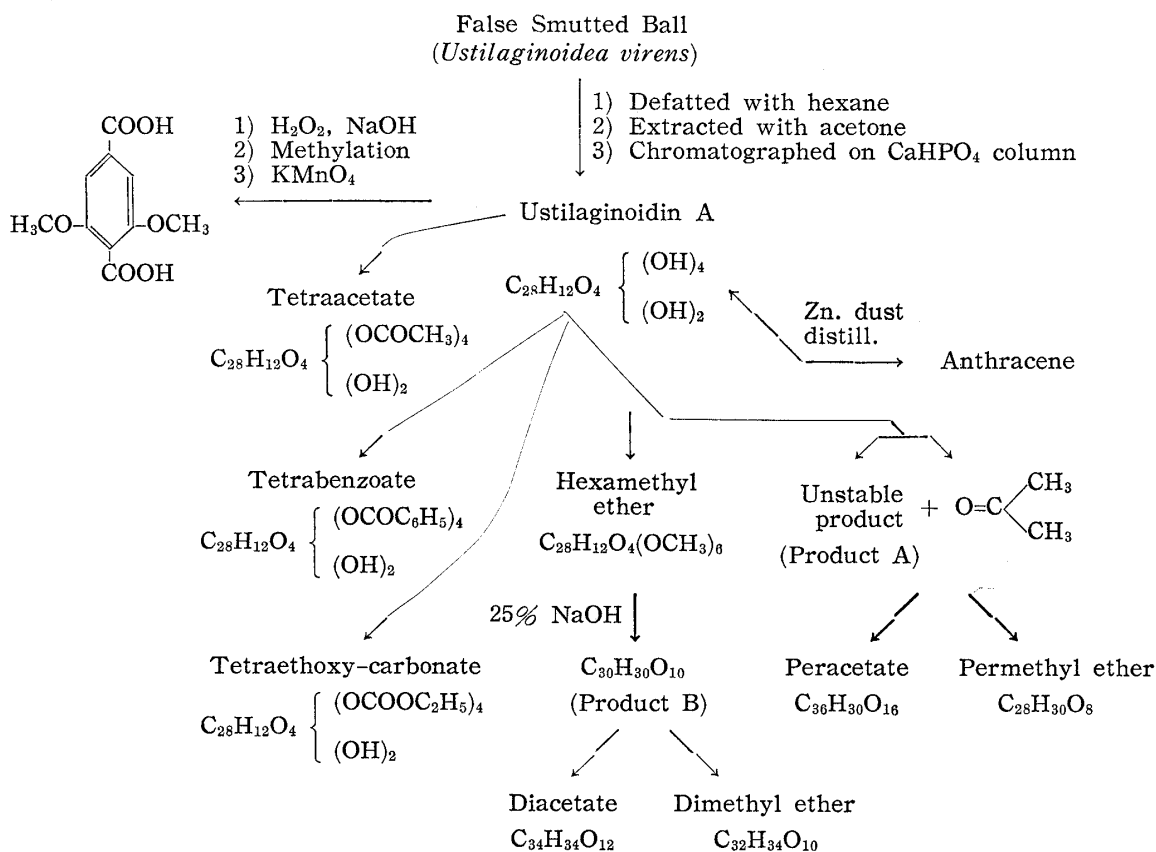 False Smutted Ball
(Ustilaginoidea virens)
1) Defatted with hexane
2) Extracted with acetone
3) Chromatographed on CaHPO₄ column
1) H₂O₂, NaOH
2) Methylation
3) KMnO₄
COOH
H₃CO
OCH₃
COOH
Ustilaginoidin A
C₂₈H₁₂O₄
(OH)₄
(OH)₂
Zn. dust
distill.
Anthracene
Tetraacetate
C₂₈H₁₂O₄
(OCOCH₃)₄
(OH)₂
Tetrabenzoate
C₂₈H₁₂O₄
(OCOC₆H₅)₄
(OH)₂
Hexamethyl
ether
C₂₈H₁₂O₄(OCH₃)₆
Unstable
product
(Product A)
+
O=C
CH₃
CH₃
25% NaOH
Tetraethoxy-carbonate
C₂₈H₁₂O₄
(OCOOC₂H₅)₄
(OH)₂
C₃₀H₃₀O₁₀
(Product B)
Peracetate
C₃₆H₃₀O₁₆
Permethyl ether
C₂₈H₃₀O₈
Diacetate
C₃₄H₃₄O₁₂
Dimethyl ether
C₃₂H₃₄O₁₀